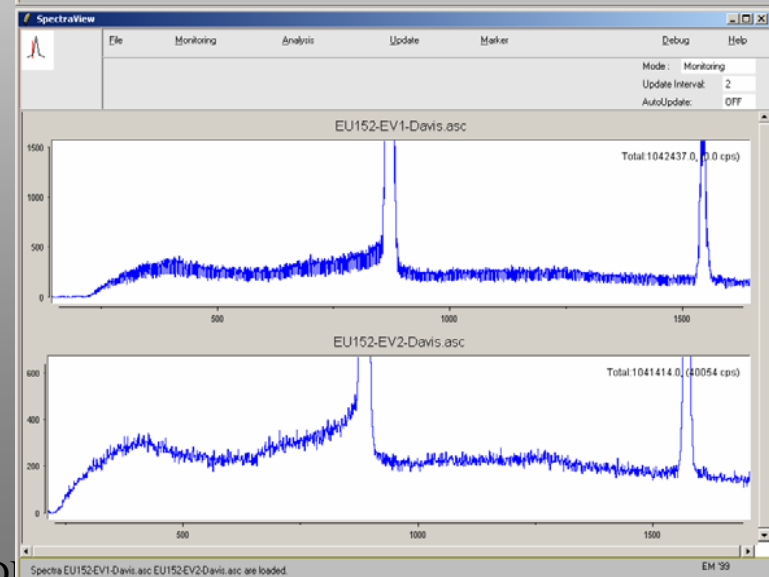 SpectraView
File Monitoring Analysis Update Marker Debug Help
Mode : Monitoring
Update Interval: 2
AutoUpdate: OFF
EU152-EV1-Davis.asc
Total:1042437.0, (0.0 cps)
1500
1000
500
0
500 1000 1500
EU152-EV2-Davis.asc
Total:1041414.0, (40054 cps)
600
400
200
0
500 1000 1500
Spectra EU152-EV1-Davis.asc EU152-EV2-Davis.asc are loaded. EM '99